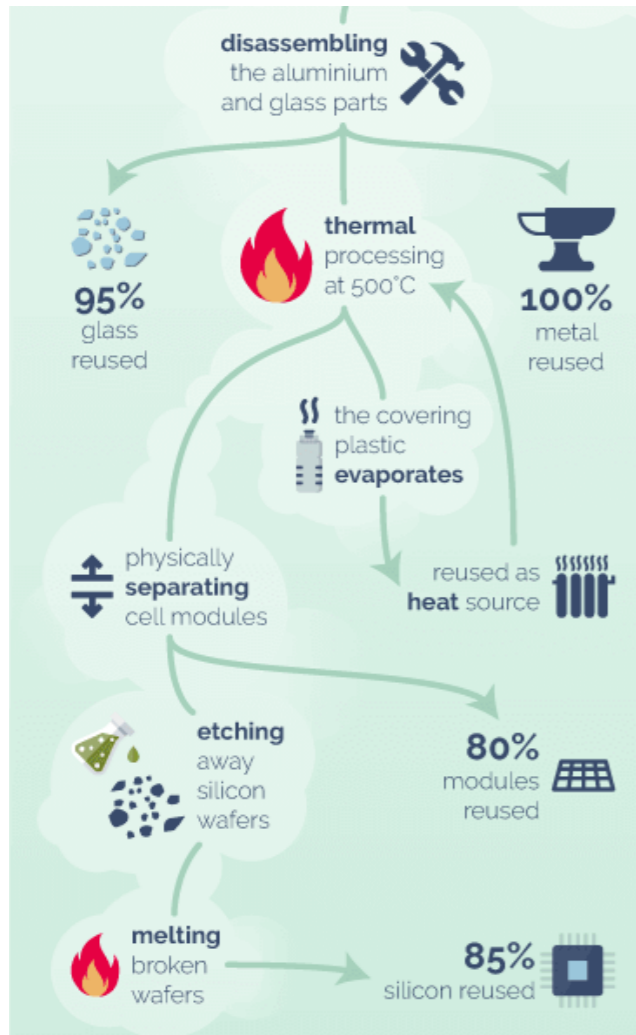 disassembling
the aluminium
and glass parts
95%
glass
reused
thermal
processing
at 500°C
100%
metal
reused
the covering
plastic
evaporates
physically
separating
cell modules
reused as
heat source
etching
away
silicon
wafers
80%
modules
reused
melting
broken
wafers
85%
silicon reused